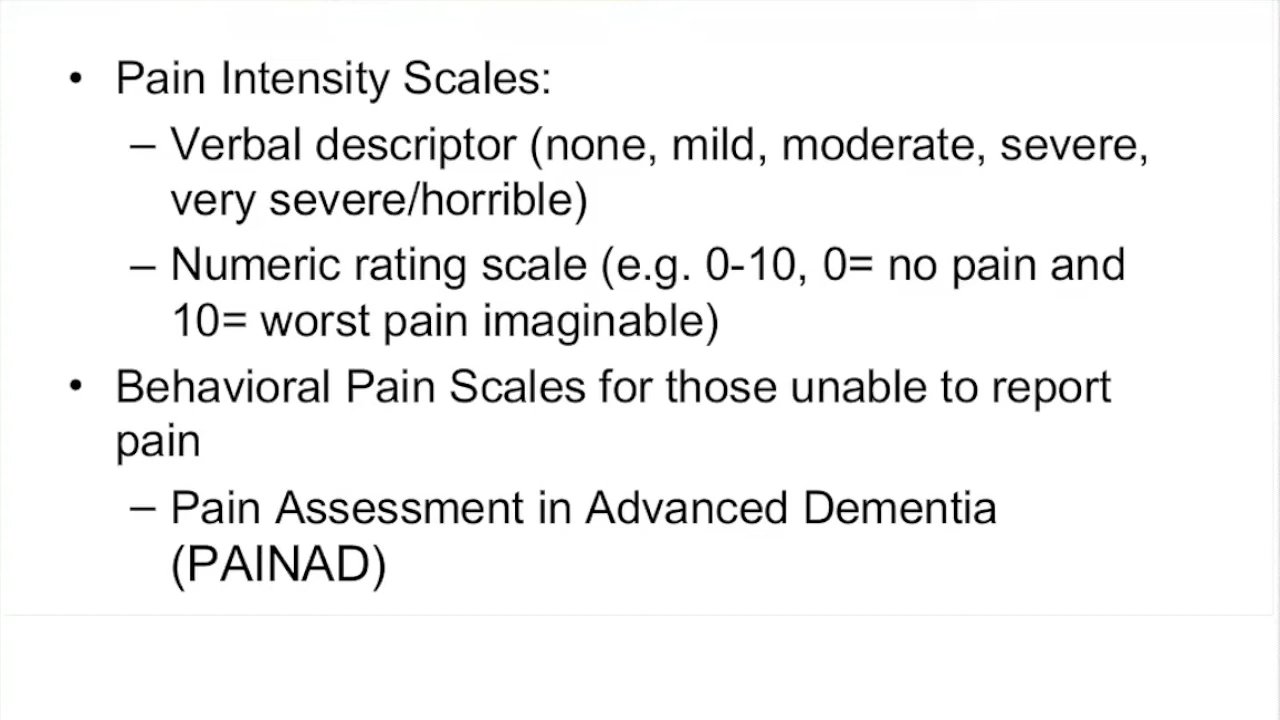 • Pain Intensity Scales:
– Verbal descriptor (none, mild, moderate, severe,
very severe/horrible)
– Numeric rating scale (e.g. 0-10, 0= no pain and
10= worst pain imaginable)
• Behavioral Pain Scales for those unable to report
pain
– Pain Assessment in Advanced Dementia
(PAINAD)